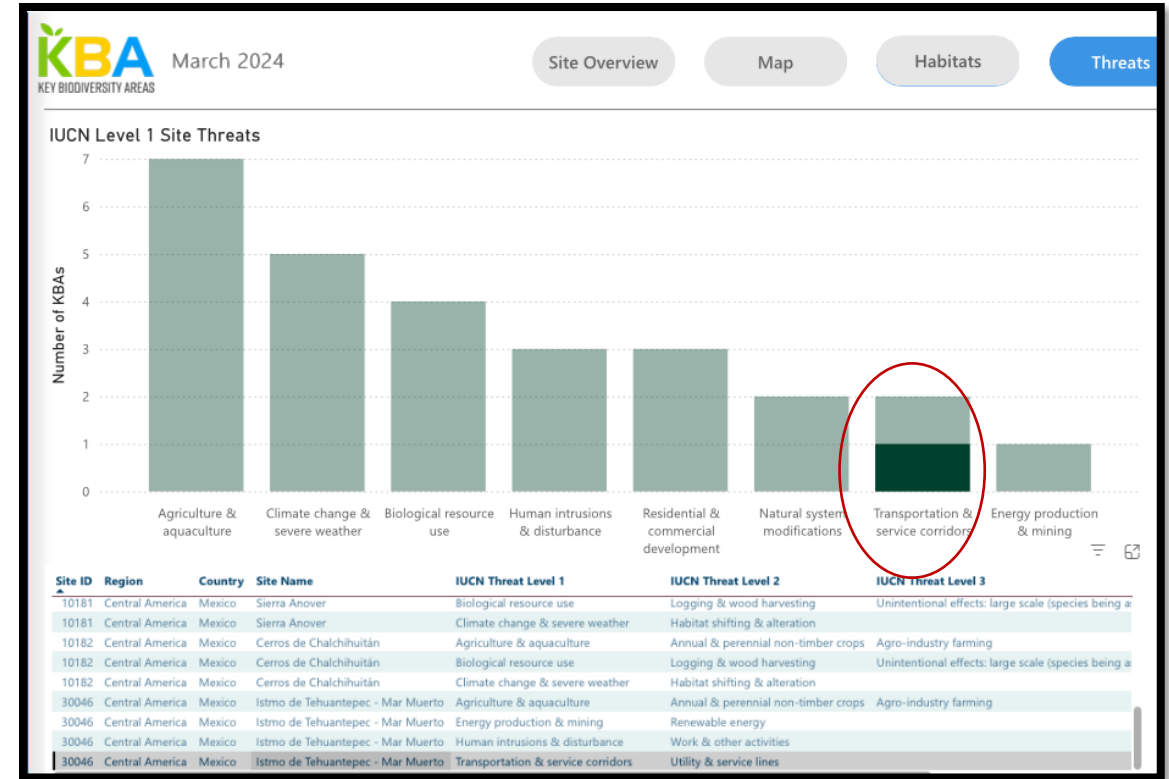 KBA
KEY BIODIVERSITY AREAS
March 2024
Site Overview
Map
Habitats
Threats
IUCN Level 1 Site Threats
Number of KBAs
7
6
5
4
3
2
1
0
Agriculture &
aquaculture
Climate change &
severe weather
Biological resource
use
Human intrusions
& disturbance
Residential &
commercial
development
Natural system
modifications
Transportation &
service corridors
Energy production
& mining
Site ID Region Country Site Name IUCN Threat Level 1 IUCN Threat Level 2 IUCN Threat Level 3
10181 Central America Mexico Sierra Anover Biological resource use Logging & wood harvesting Unintentional effects: large scale (species being a
10181 Central America Mexico Sierra Anover Climate change & severe weather Habitat shifting & alteration
10182 Central America Mexico Cerros de Chalchihuitán Agriculture & aquaculture Annual & perennial non-timber crops Agro-industry farming
10182 Central America Mexico Cerros de Chalchihuitán Biological resource use Logging & wood harvesting Unintentional effects: large scale (species being a
10182 Central America Mexico Cerros de Chalchihuitán Climate change & severe weather Habitat shifting & alteration
30046 Central America Mexico Istmo de Tehuantepec - Mar Muerto Agriculture & aquaculture Annual & perennial non-timber crops Agro-industry farming
30046 Central America Mexico Istmo de Tehuantepec - Mar Muerto Energy production & mining Renewable energy
30046 Central America Mexico Istmo de Tehuantepec - Mar Muerto Human intrusions & disturbance Work & other activities
30046 Central America Mexico Istmo de Tehuantepec - Mar Muerto Transportation & service corridors Utility & service lines